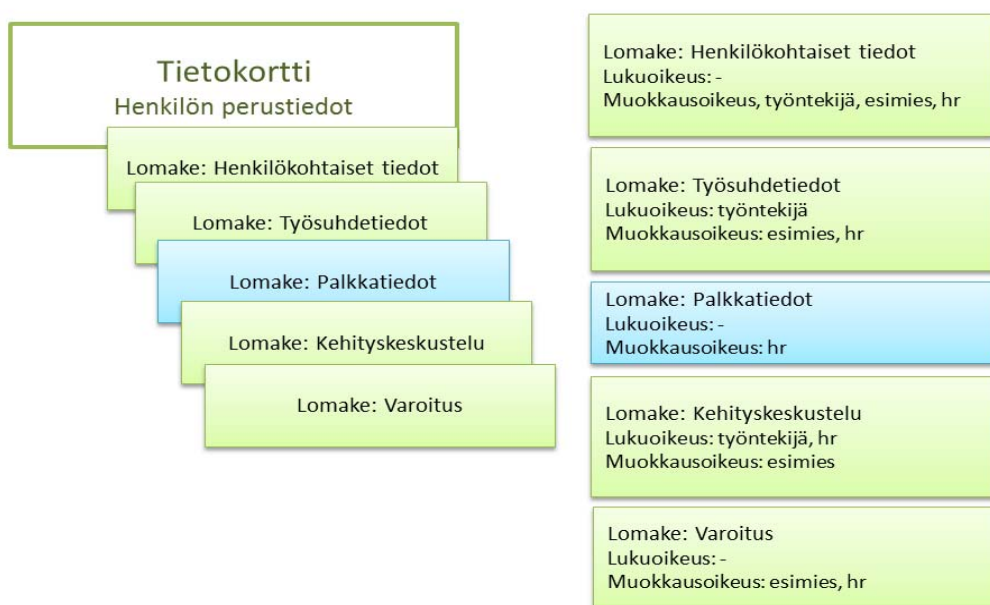 Tietokortti
Henkilön perustiedot
Lomake: Henkilökohtaiset tiedot
Lomake: Työsuhdetiedot
Lomake: Palkkatiedot
Lomake: Kehityskeskustelu
Lomake: Varoitus
Lomake: Henkilökohtaiset tiedot
Lukuoikeus: -
Muokkausoikeus, työntekijä, esimies, hr
Lomake: Työsuhdetiedot
Lukuoikeus: työntekijä
Muokkausoikeus: esimies, hr
Lomake: Palkkatiedot
Lukuoikeus: -
Muokkausoikeus: hr
Lomake: Kehityskeskustelu
Lukuoikeus: työntekijä, hr
Muokkausoikeus: esimies
Lomake: Varoitus
Lukuoikeus: -
Muokkausoikeus: esimies, hr